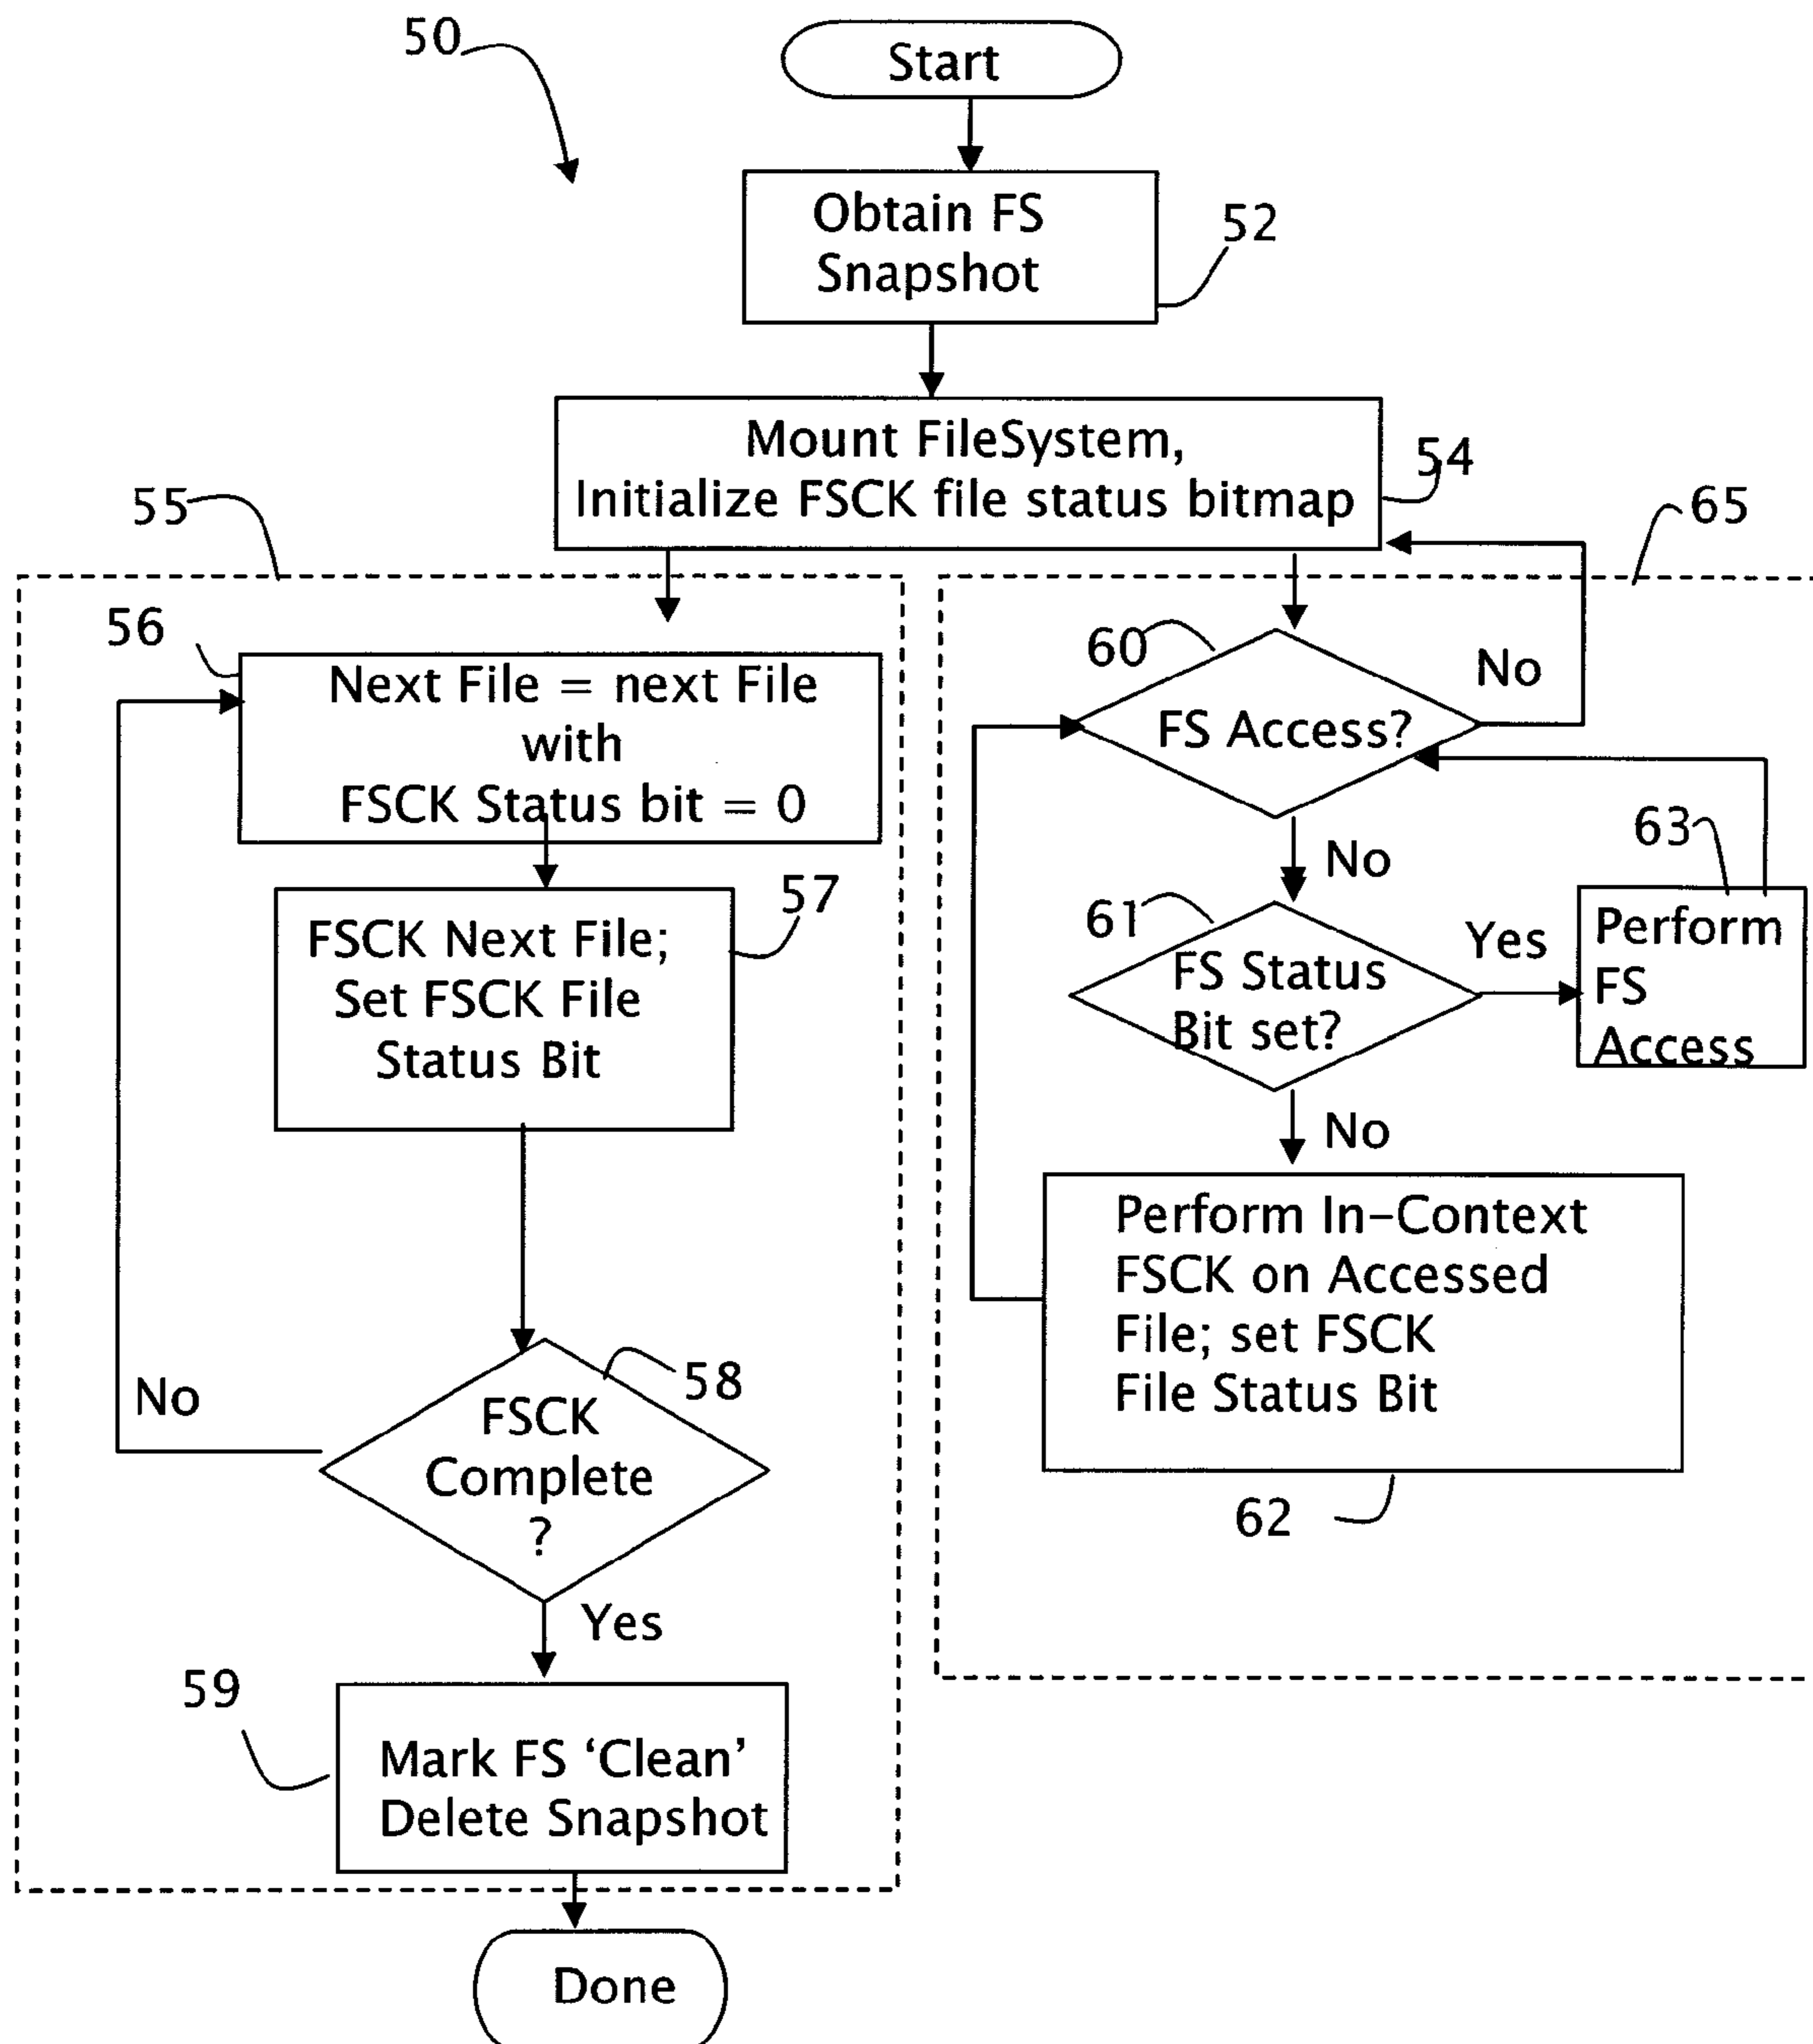 50
Start
Obtain FS
Snapshot
52
Mount FileSystem,
Initialize FSCK file status bitmap
54
55
65
56
Next File = next File
with
FSCK Status bit = 0
57
FSCK Next File;
Set FSCK File
Status Bit
58
FSCK
Complete
?
No
Yes
59
Mark FS ‘Clean’
Delete Snapshot
Done
60
FS Access?
No
No
61
FS Status
Bit set?
Yes
63
Perform
FS
Access
No
Perform In-Context
FSCK on Accessed
File; set FSCK
File Status Bit
62